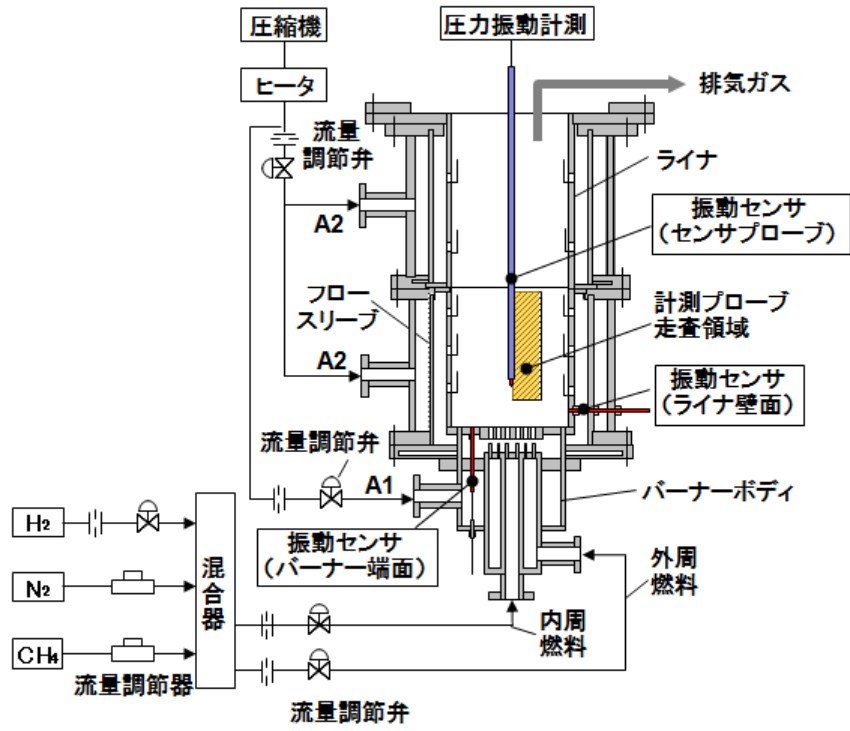 圧縮機
ヒータ
流量
調節弁
圧力振動計測
排気ガス
ライナ
A2
振動センサ
（センサプローブ）
フロー
スリーブ
計測プローブ
走査領域
A2
振動センサ
（ライナ壁面）
流量調節弁
A1
バーナーボディ
H2
振動センサ
（バーナー端面）
N2
混合器
外周
燃料
内周
燃料
CH4
流量調節器
流量調節弁